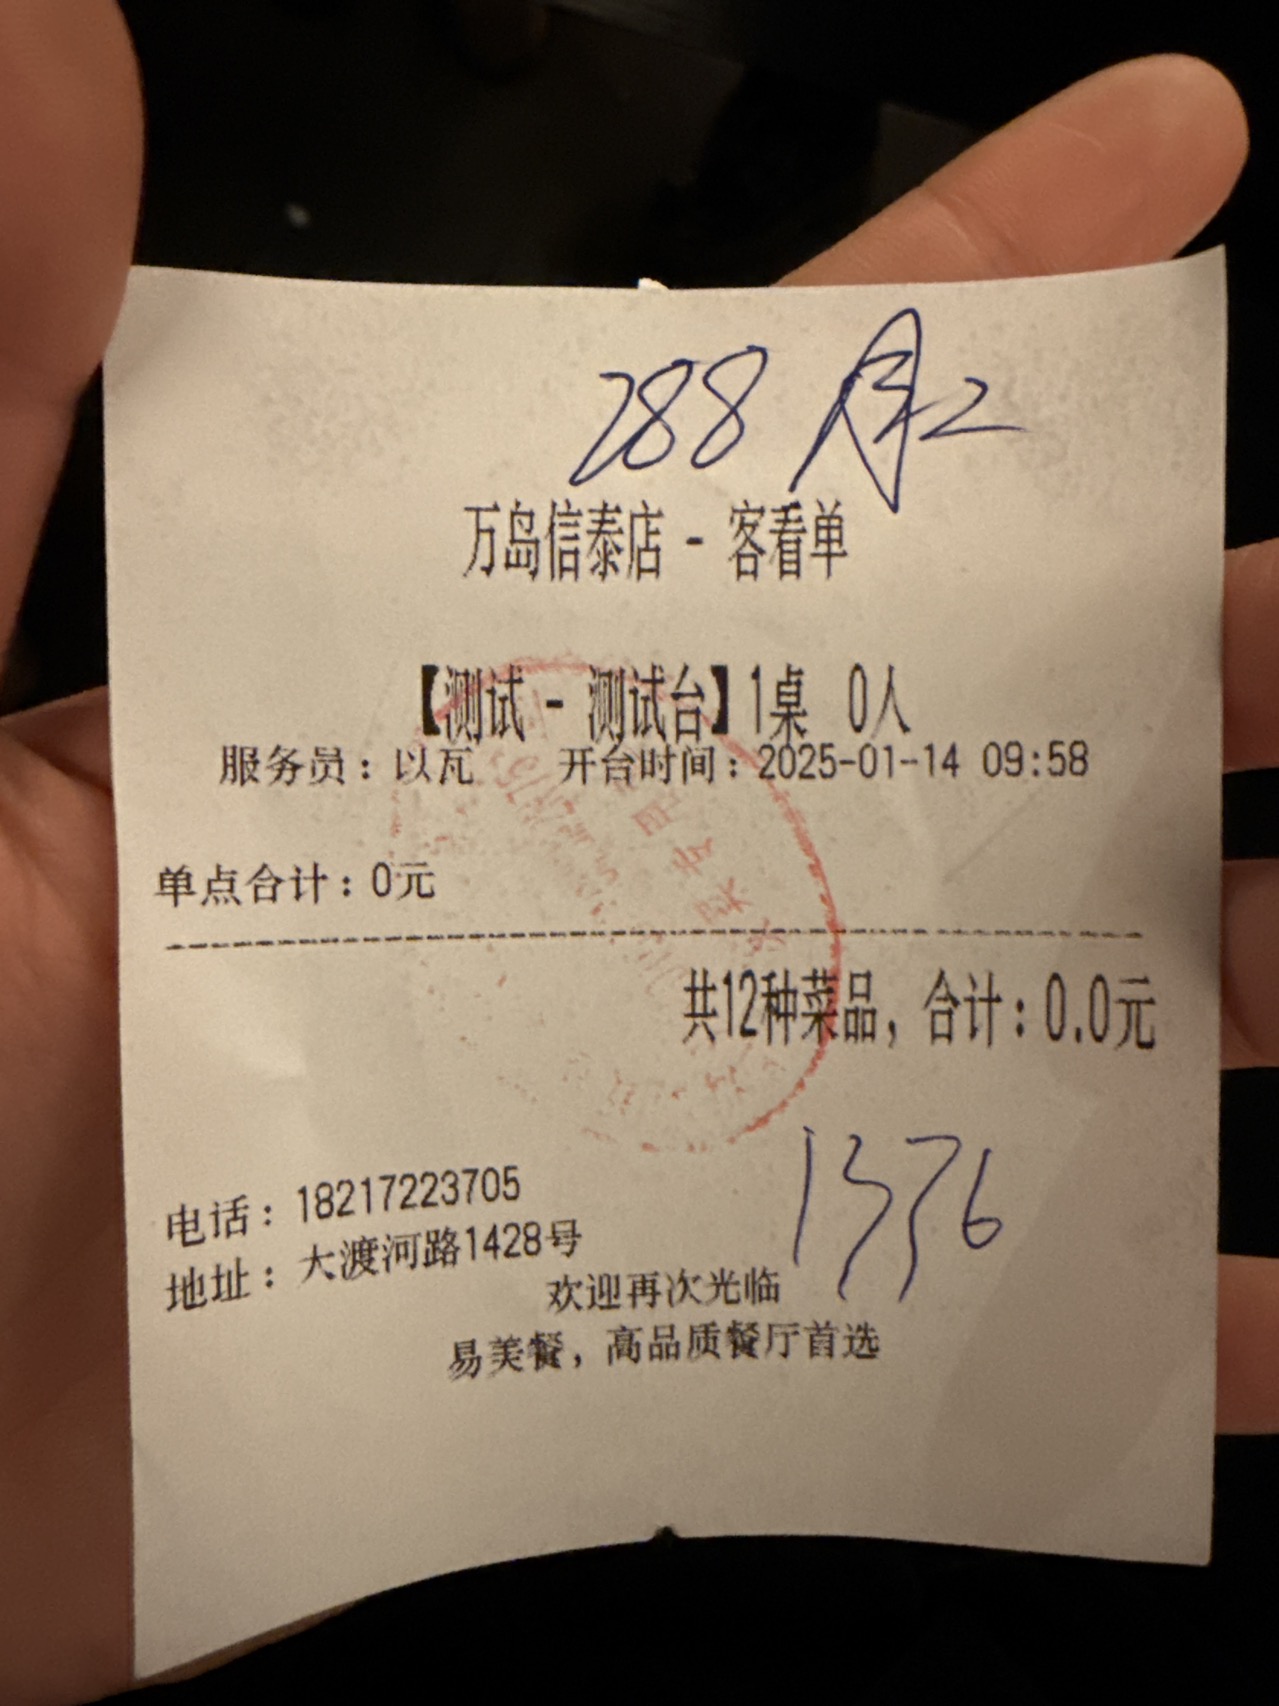 288 月2
万岛信泰店 - 客看单
【测试 - 测试台】1桌 0人
服务员：以瓦 开台时间：2025-01-14 09:58
单点合计：0元
共12种菜品，合计：0.0元
1376
电话：18217223705
地址：大渡河路1428号
欢迎再次光临
易美餐，高品质餐厅首选